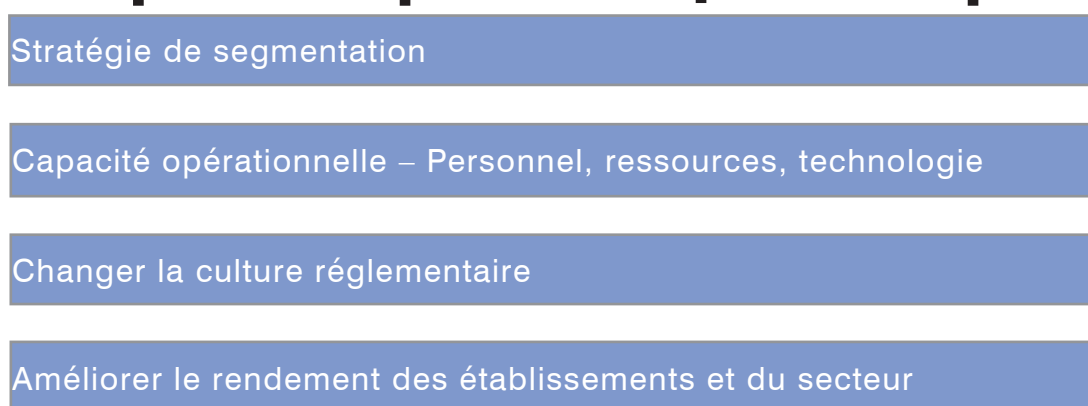 Stratégie de segmentation
Capacité opérationnelle – Personnel, ressources, technologie
Changer la culture réglementaire
Améliorer le rendement des établissements et du secteur